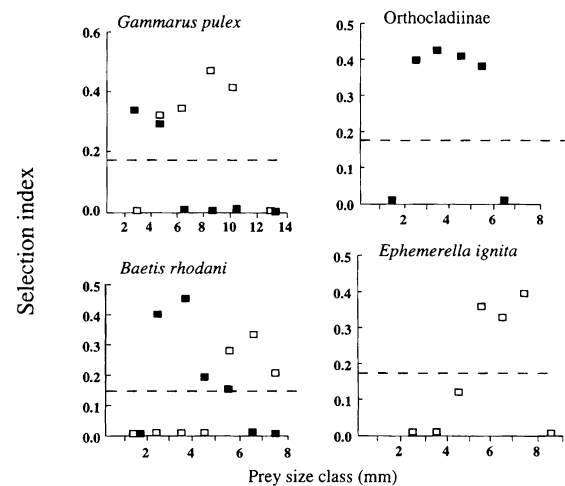 Gammarus pulex
Orthocladiinae
0.6
0.4
0.2
0.0
2 4 6 8 10 12 14
0.5
0.4
0.3
0.2
0.1
0.0
2 4 6 8
Selection index
Baetis rhodani
Ephemerella ignita
0.5
0.4
0.3
0.2
0.1
0.0
2 4 6 8
0.5
0.4
0.3
0.2
0.1
0.0
2 4 6 8
Prey size class (mm)